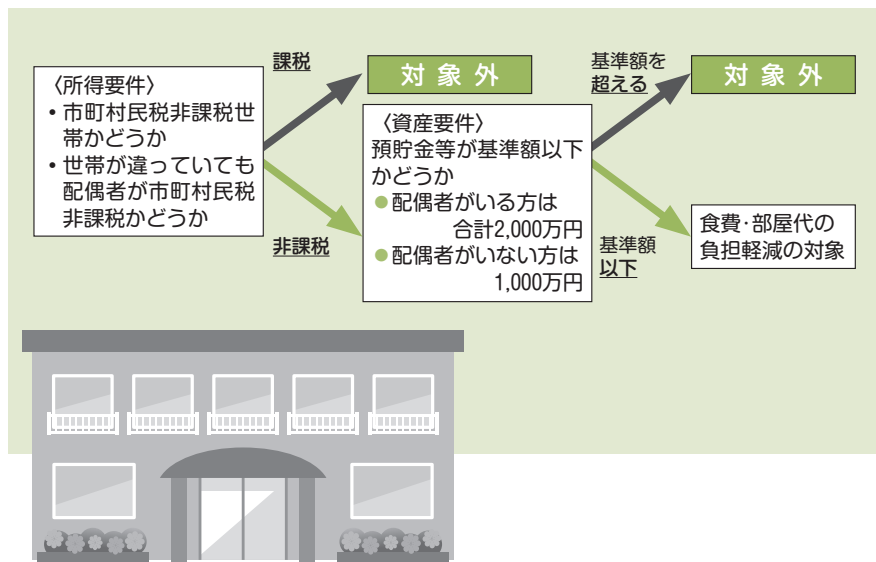 〈所得要件〉
・市町村民税非課税世
帯かどうか
・世帯が違っていても
配偶者が市町村民税
非課税かどうか
課税
対象外
非課税
〈資産要件〉
預貯金等が基準額以下
かどうか
●配偶者がいる方は
合計2,000万円
●配偶者がいない方は
1,000万円
基準額を
超える
対象外
基準額
以下
食費・部屋代の
負担軽減の対象